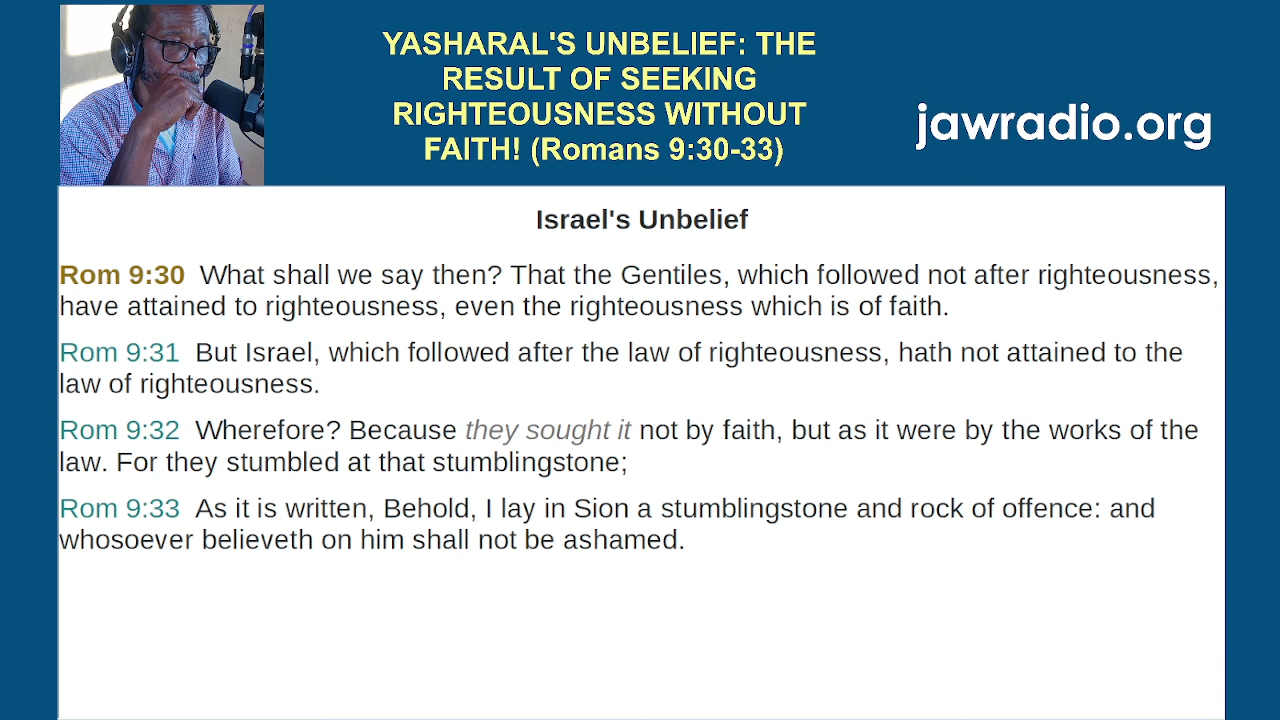 YASHARAL'S UNBELIEF: THE
RESULT OF SEEKING
RIGHTEOUSNESS WITHOUT
FAITH! (Romans 9:30-33)
jawradio.org
Israel's Unbelief
Rom 9:30 What shall we say then? That the Gentiles, which followed not after righteousness,
have attained to righteousness, even the righteousness which is of faith.
Rom 9:31 But Israel, which followed after the law of righteousness, hath not attained to the
law of righteousness.
Rom 9:32 Wherefore? Because they sought it not by faith, but as it were by the works of the
law. For they stumbled at that stumblingstone;
Rom 9:33 As it is written, Behold, I lay in Sion a stumblingstone and rock of offence: and
whosoever believeth on him shall not be ashamed.